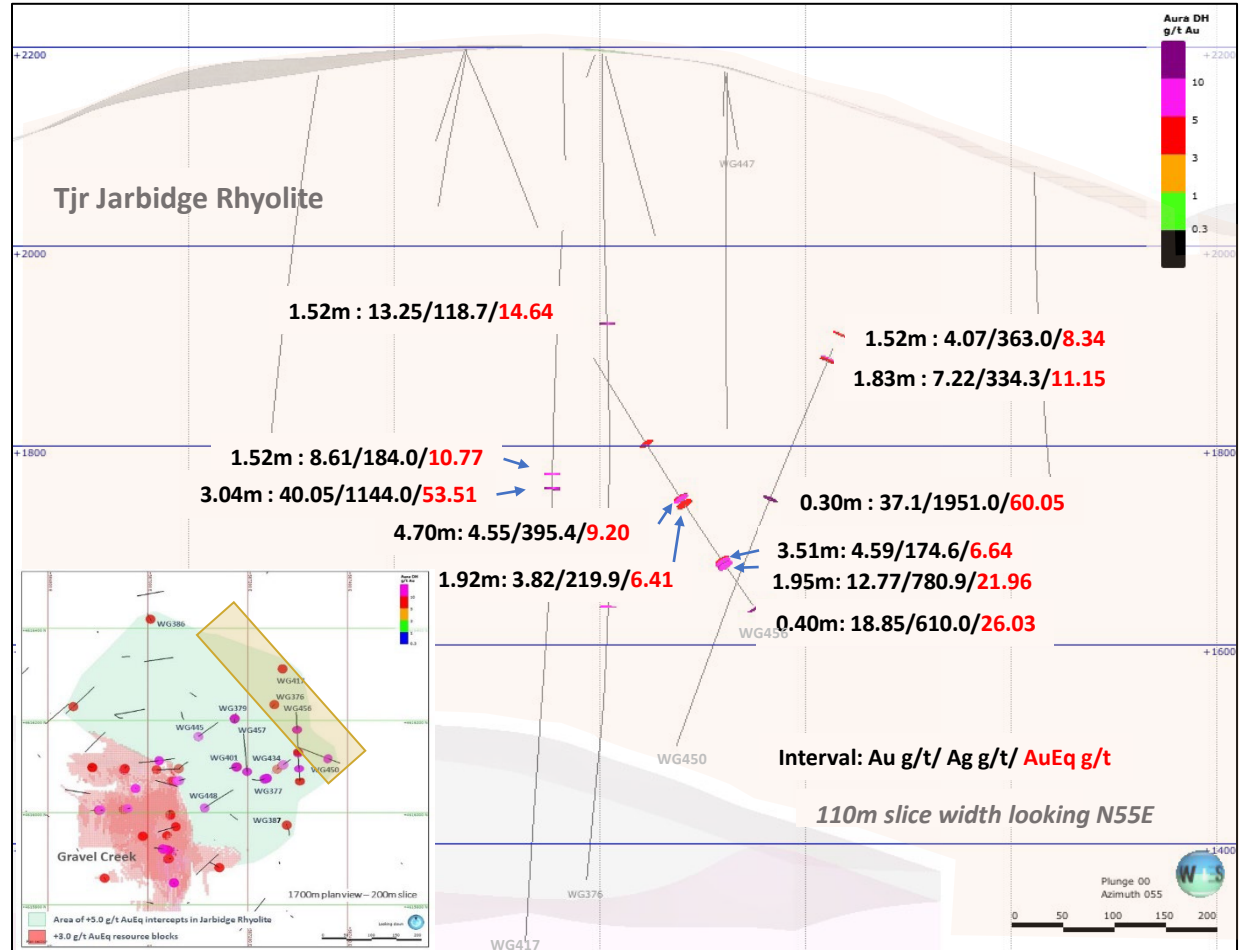 Aura DH
g/t Au
+2200
+2200
10
5
3
1
0.3
WG447
Tjr Jarbidge Rhyolite
+2000
+2000
1.52m : 13.25/118.7/14.64
1.52m : 4.07/363.0/8.34
1.83m : 7.22/334.3/11.15
+1800
+1800
1.52m : 8.61/184.0/10.77
3.04m : 40.05/1144.0/53.51
0.30m : 37.1/1951.0/60.05
4.70m: 4.55/395.4/9.20
3.51m: 4.59/174.6/6.64
1.92m: 3.82/219.9/6.41
1.95m: 12.77/780.9/21.96
0.40m: 18.85/610.0/26.03
WG456
+1600
WG450
Interval: Au g/t/ Ag g/t/ AuEq g/t
110m slice width looking N55E
+1400
WG376
WG417
Plunge 00
Azimuth 055
W S
0 50 100 150 200
Aura DH
g/t Au
WG386
WG417
WG376
WG379
WG456
WG445
WG457
WG401
WG434
WG450
WG377
WG448
WG387
Gravel Creek
1700m plan view – 200m slice
Looking down
Area of +5.0 g/t AuEq intercepts in Jarbidge Rhyolite
+3.0 g/t AuEq resource blocks